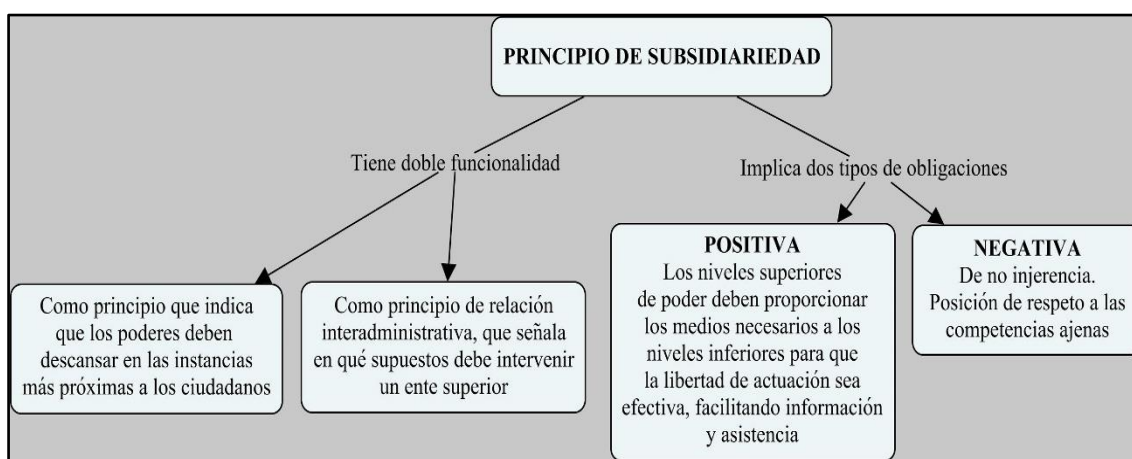 PRINCIPIO DE SUBSIDIARIEDAD
Tiene doble funcionalidad
Como principio que indica
que los poderes deben
descansar en las instancias
más próximas a los ciudadanos
Como principio de relación
interadministrativa, que señala
en qué supuestos debe intervenir
un ente superior
Implica dos tipos de obligaciones
POSITIVA
Los niveles superiores
de poder deben proporcionar
los medios necesarios a los
niveles inferiores para que
la libertad de actuación sea
efectiva, facilitando información
y asistencia
NEGATIVA
De no injerencia.
Posición de respeto a las
competencias ajenas